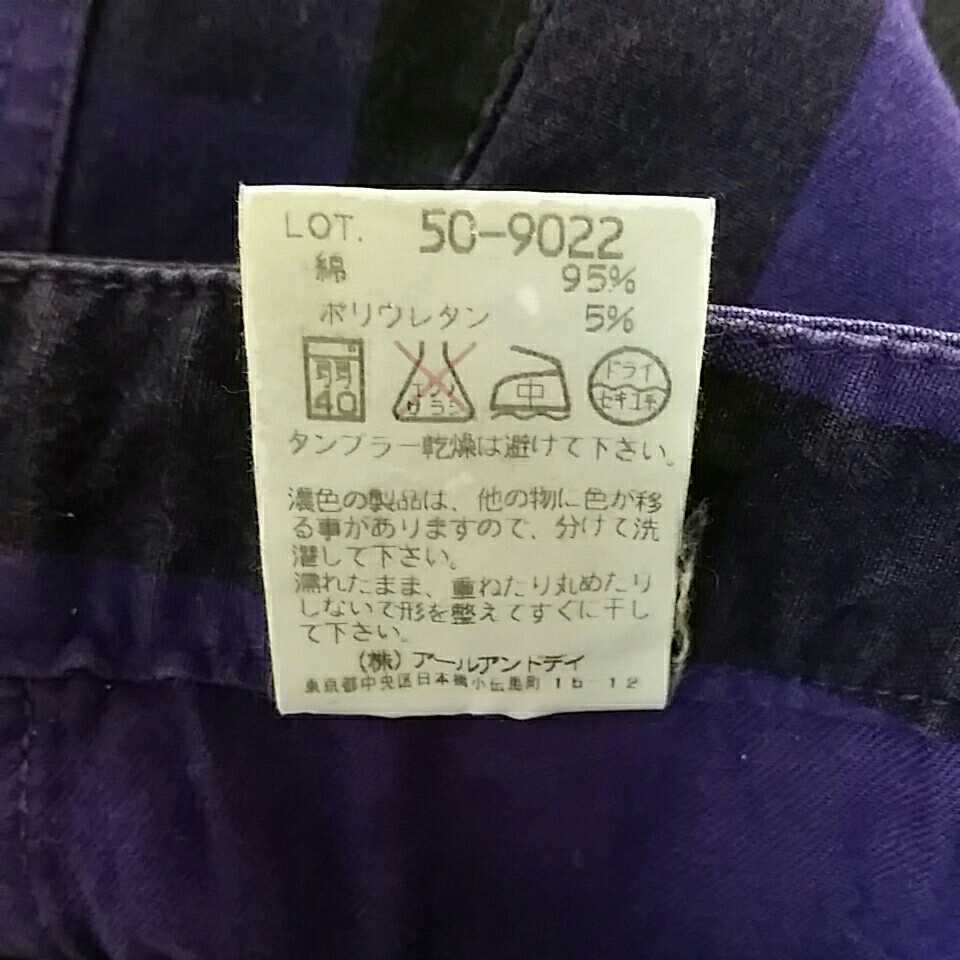 LOT. 50-9022
綿 95%
ポリウレタン 5%
弱 40 エンソ サラシ 中 ドライ セキユ系
タンブラー乾燥は避けて下さい。
濃色の製品は、他の物に色が移
る事がありますので、分けて洗
濯して下さい。
濡れたまま、重ねたり丸めたり
しないで形を整えてすぐに干し
て下さい。
(株)アールアンドデイ
東京都中央区日本橋小伝馬町 15-12